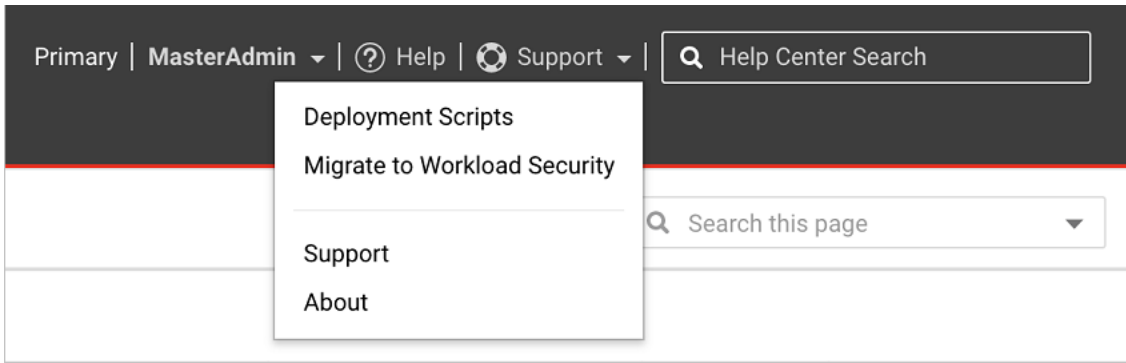 Primary | MasterAdmin | Help | Support | Help Center Search
Deployment Scripts
Migrate to Workload Security
Search this page
Support
About